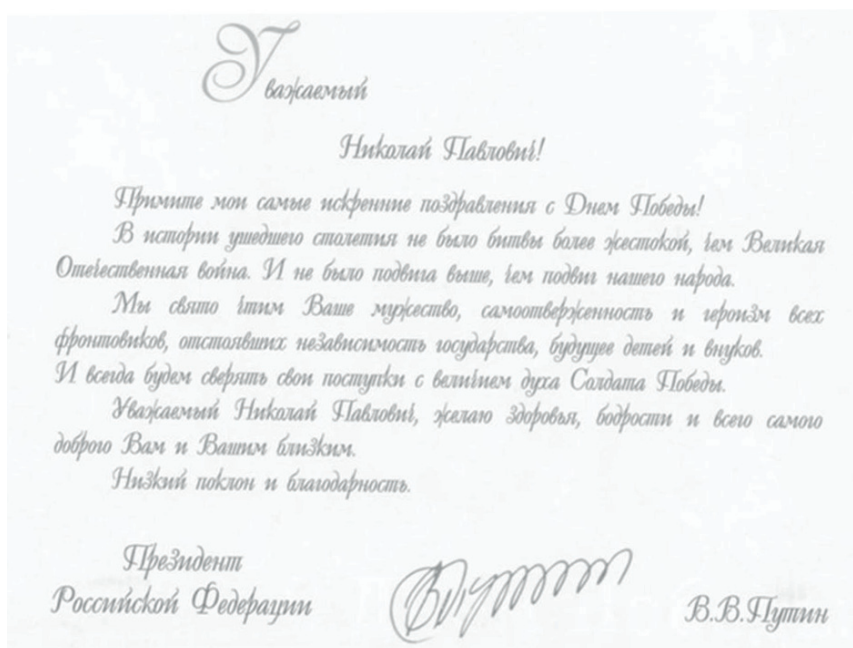 Уважаемый
Николай Павлович!
Примите мои самые искренние поздравления с Днем Победы!
В истории ушедшего столетия не было битвы более жестокой, чем Великая
Отечественная война. И не было подвига выше, чем подвиг нашего народа.
Мы свято чтим Ваше мужество, самоотверженность и героизм всех
фронтовиков, отстоявших независимость государства, будущее детей и внуков.
И всегда будем сверять свои поступки с величием духа Солдата Победы.
Уважаемый Николай Павлович, желаю здоровья, бодрости и всего самого
доброго Вам и Вашим близким.
Низкий поклон и благодарность.
Президент
Российской Федерации
В.В.Путин